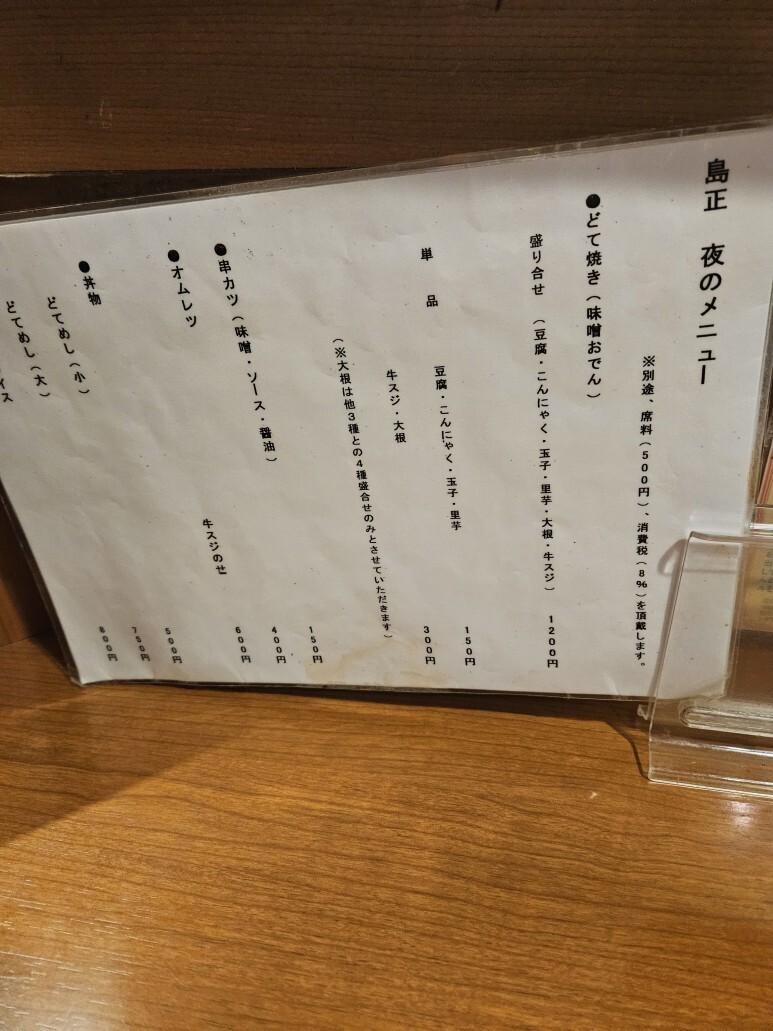 島正　夜のメニュー
※別途、席料(500円)、消費税(8%)を頂戴します。
●どて焼き(味噌おでん)
盛り合せ (豆腐・こんにゃく・玉子・里芋・大根・牛スジ) 1200円
単品 豆腐・こんにゃく・玉子・里芋 150円
牛スジ・大根 300円
(※大根は他3種との4種盛合せのみとさせていただきます)
●串カツ(味噌・ソース・醤油) 150円
●オムレツ 400円
牛スジのせ 600円
●丼物
どてめし(小) 500円
どてめし(大) 750円
イス 800円